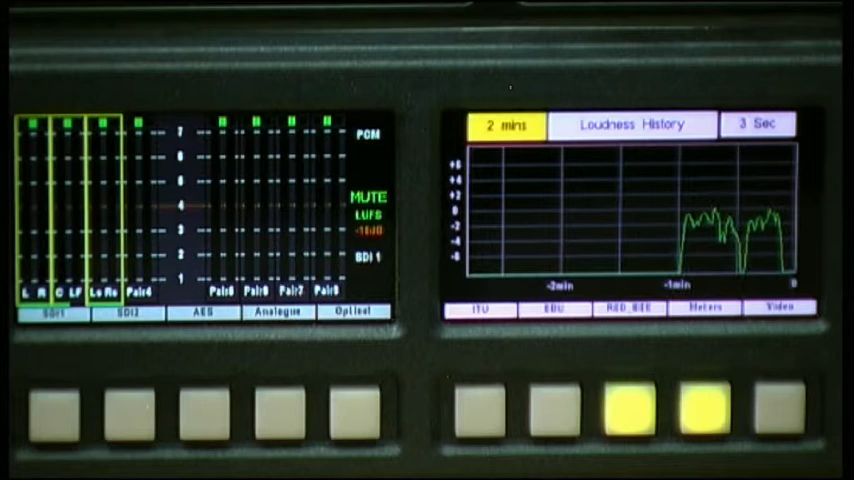 7
6
5
4
3
2
1
PCM
MUTE
LUFS
-18dB
SDI 1
L R C LF Ls Rs Pair4 Pair6 Pair7 Pair8
SDI1 SDI2 AES Analogue Optical
2 mins Loudness History 3 Sec
+6
+4
+2
0
-2
-4
-6
-2min -1min 0
ITU EBU RED_BEE Meters Video